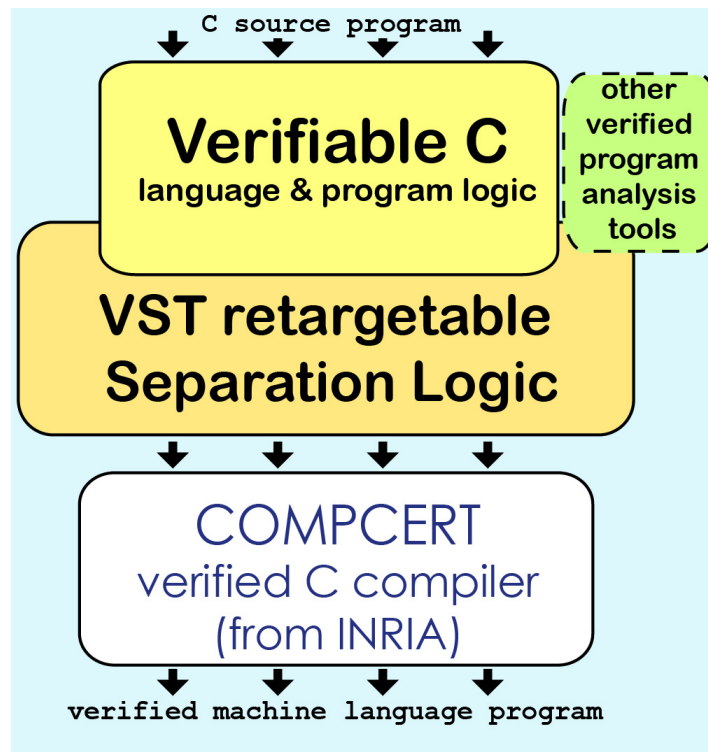 C source program
Verifiable C
language & program logic
other
verified
program
analysis
tools
VST retargetable
Separation Logic
COMPCERT
verified C compiler
(from INRIA)
verified machine language program